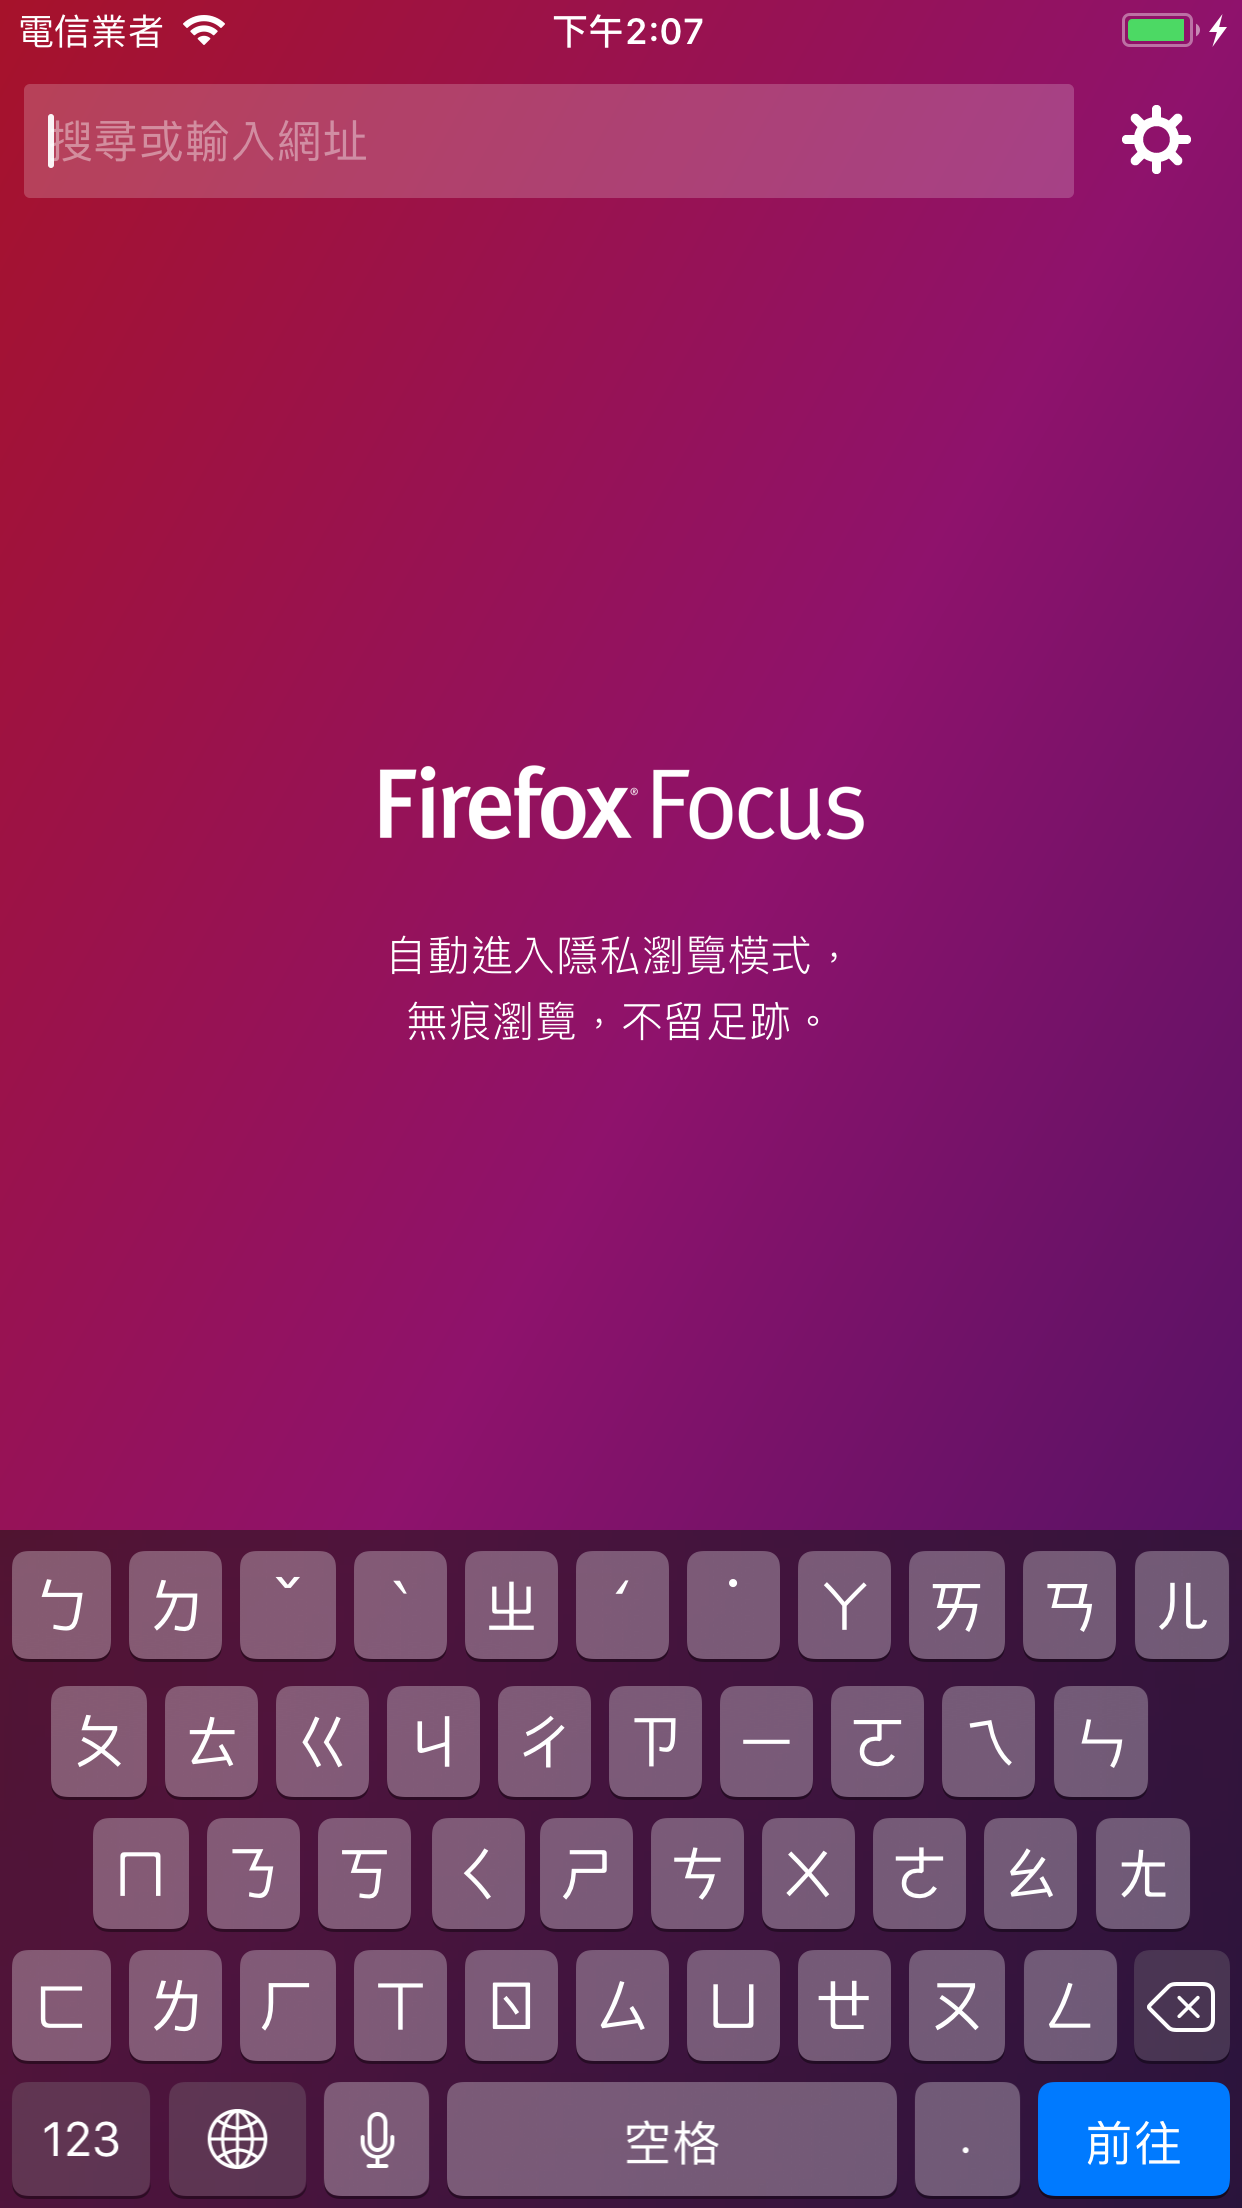 電信業者 下午2:07
搜尋或輸入網址
Firefox® Focus
自動進入隱私瀏覽模式，
無痕瀏覽，不留足跡。
ㄅ ㄉ ˇ ˋ ㄓ ˊ ˙ ㄚ ㄞ ㄢ ㄦ
ㄆ ㄊ ㄍ ㄐ ㄔ ㄗ ㄧ ㄛ ㄟ ㄣ
ㄇ ㄋ ㄎ ㄑ ㄕ ㄘ ㄨ ㄜ ㄠ ㄤ
ㄈ ㄌ ㄏ ㄒ ㄖ ㄙ ㄩ ㄝ ㄡ ㄥ
123 空格 . 前往